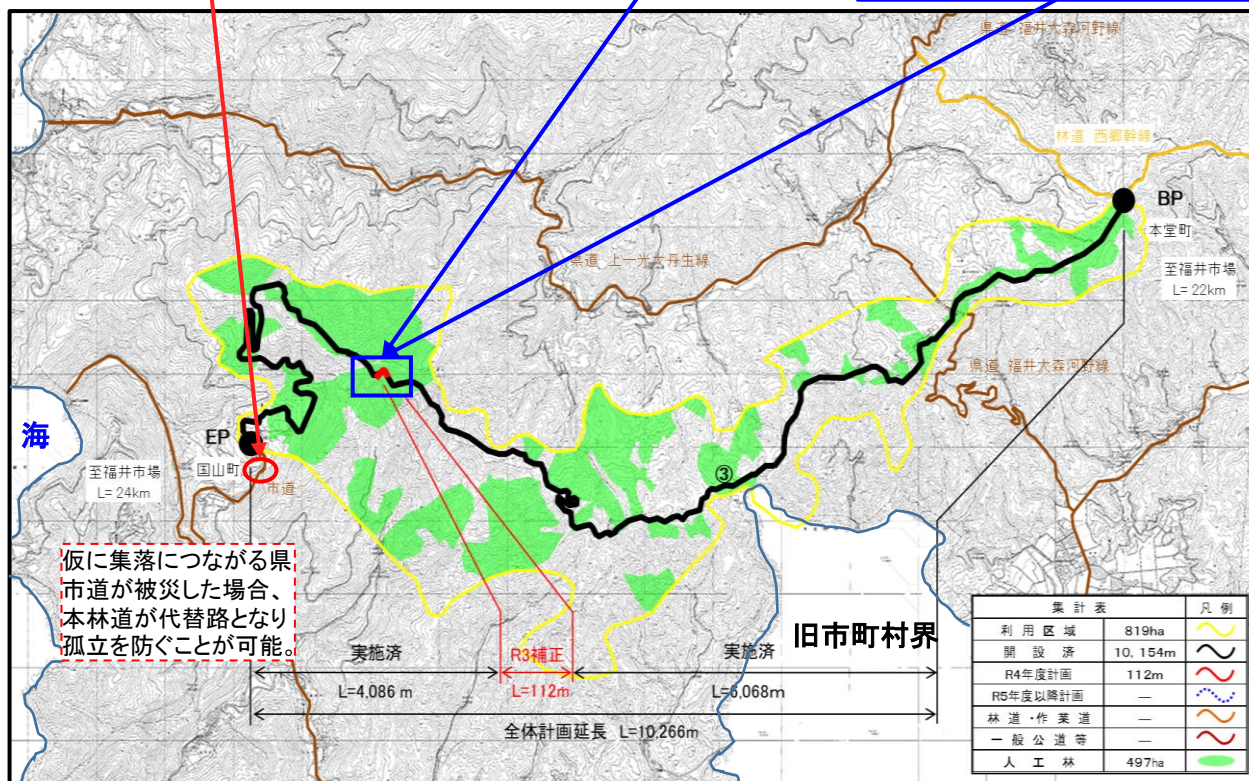 県道 福井大森河野線
林道 西郷幹線
BP
本堂町
至福井市場
L= 22km
県道 上一光大丹生線
県道 福井大森河野線
海
EP
国山町
市道
至福井市場
L= 24km
③
仮に集落につながる県
市道が被災した場合、
本林道が代替路となり
孤立を防ぐことが可能。
旧市町村界
実施済
R3補正
実施済
L=4,086 m
L=112m
L=6,068m
全体計画延長 L=10,266m
集計表 凡例
利用区域 819ha
開設済 10,154m
R4年度計画 112m
R5年度以降計画 —
林道・作業道 —
一般公道等 —
人工林 497ha